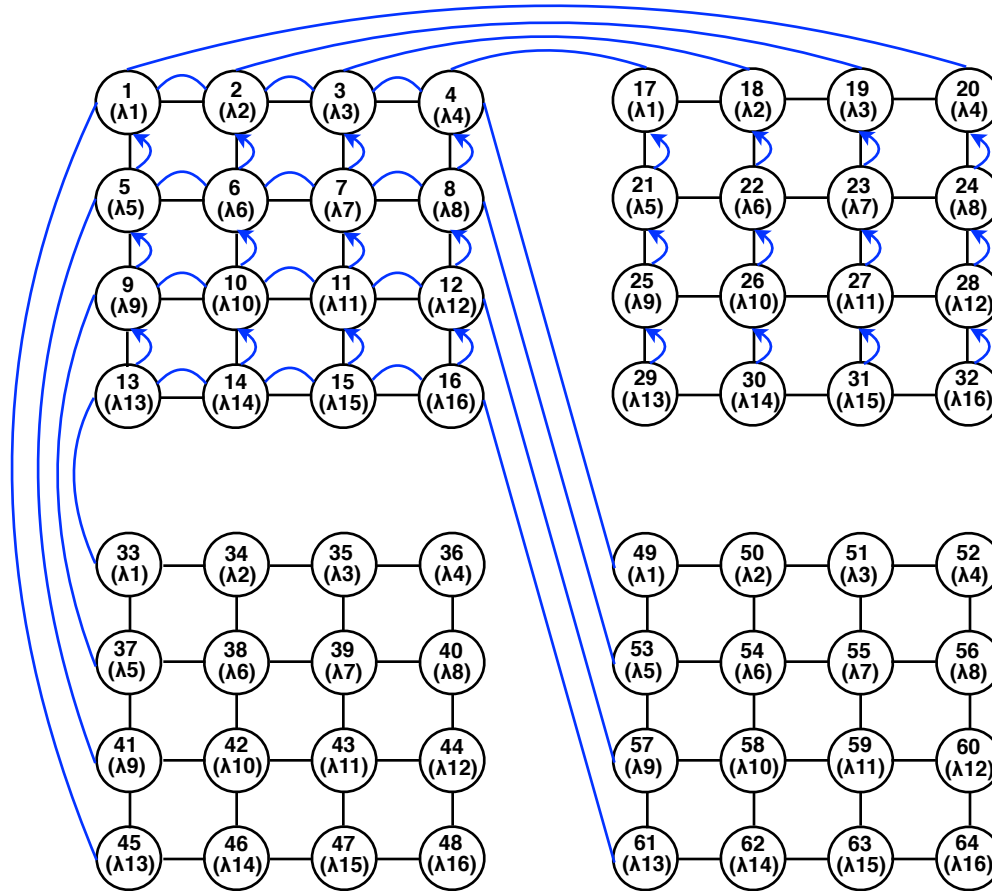 1 2 3 4 17 18 19 20
(λ1) (λ2) (λ3) (λ4) (λ1) (λ2) (λ3) (λ4)
5 6 7 8 21 22 23 24
(λ5) (λ6) (λ7) (λ8) (λ5) (λ6) (λ7) (λ8)
9 10 11 12 25 26 27 28
(λ9) (λ10) (λ11) (λ12) (λ9) (λ10) (λ11) (λ12)
13 14 15 16 29 30 31 32
(λ13) (λ14) (λ15) (λ16) (λ13) (λ14) (λ15) (λ16)
33 34 35 36 49 50 51 52
(λ1) (λ2) (λ3) (λ4) (λ1) (λ2) (λ3) (λ4)
37 38 39 40 53 54 55 56
(λ5) (λ6) (λ7) (λ8) (λ5) (λ6) (λ7) (λ8)
41 42 43 44 57 58 59 60
(λ9) (λ10) (λ11) (λ12) (λ9) (λ10) (λ11) (λ12)
45 46 47 48 61 62 63 64
(λ13) (λ14) (λ15) (λ16) (λ13) (λ14) (λ15) (λ16)